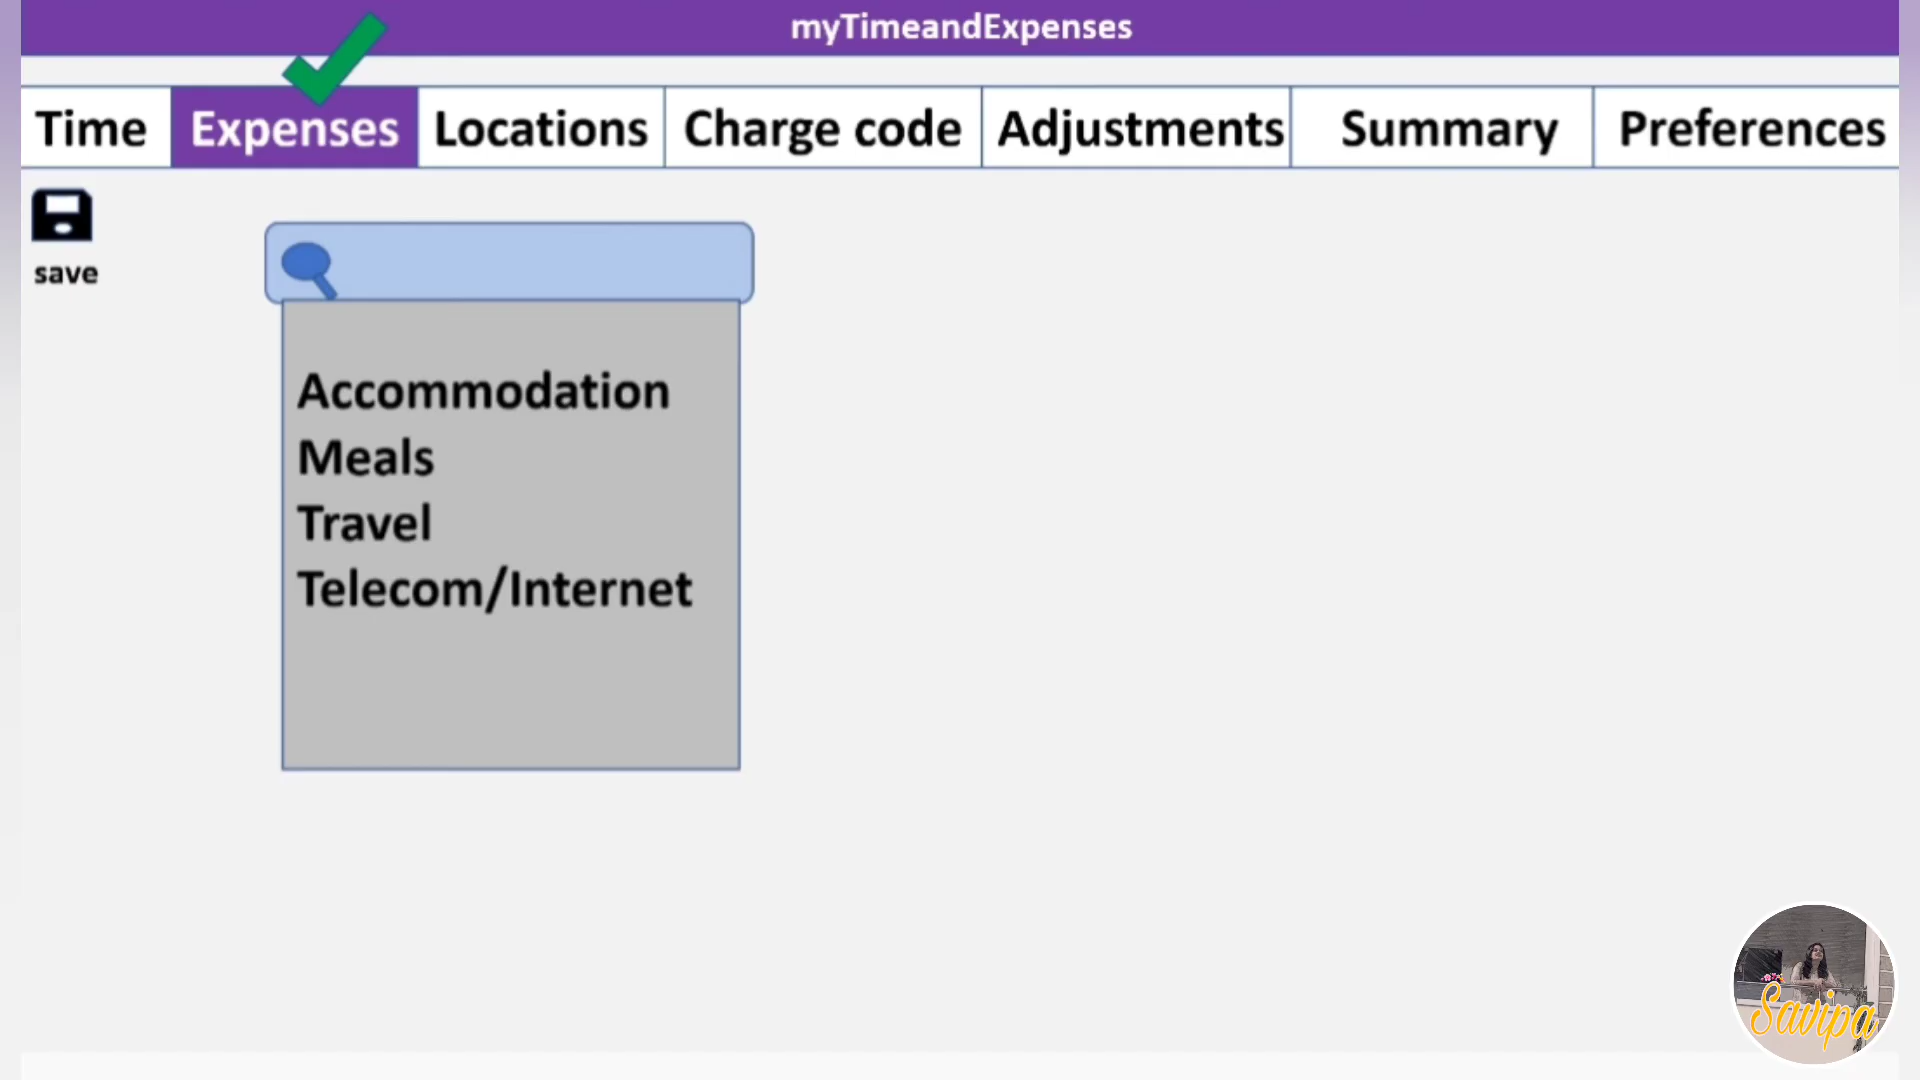 myTimeandExpenses
Time Expenses Locations Charge code Adjustments Summary Preferences
save
Accommodation
Meals
Travel
Telecom/Internet
Savipa